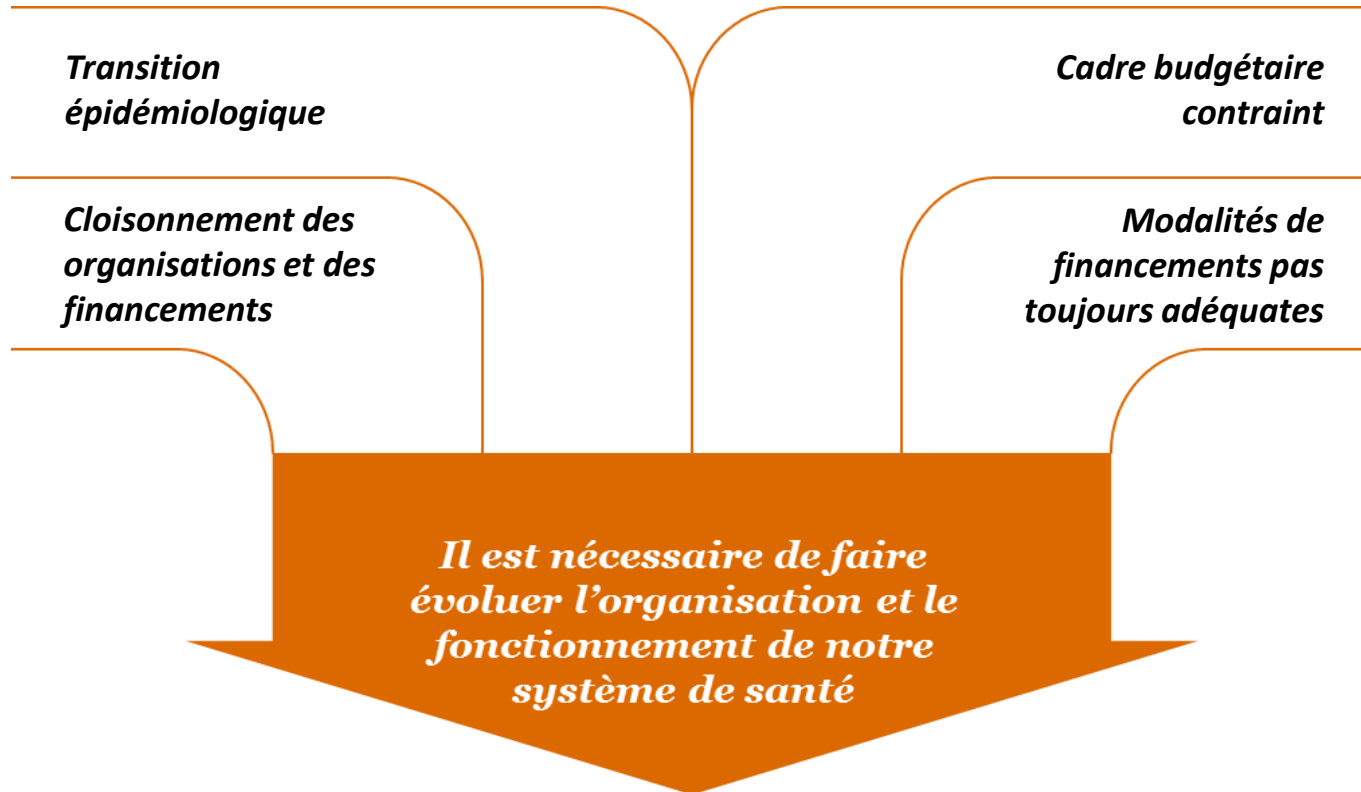 Transition
épidémiologique
Cadre budgétaire
contraint
Cloisonnement des
organisations et des
financements
Modalités de
financements pas
toujours adéquates
Il est nécessaire de faire
évoluer l’organisation et le
fonctionnement de notre
système de santé